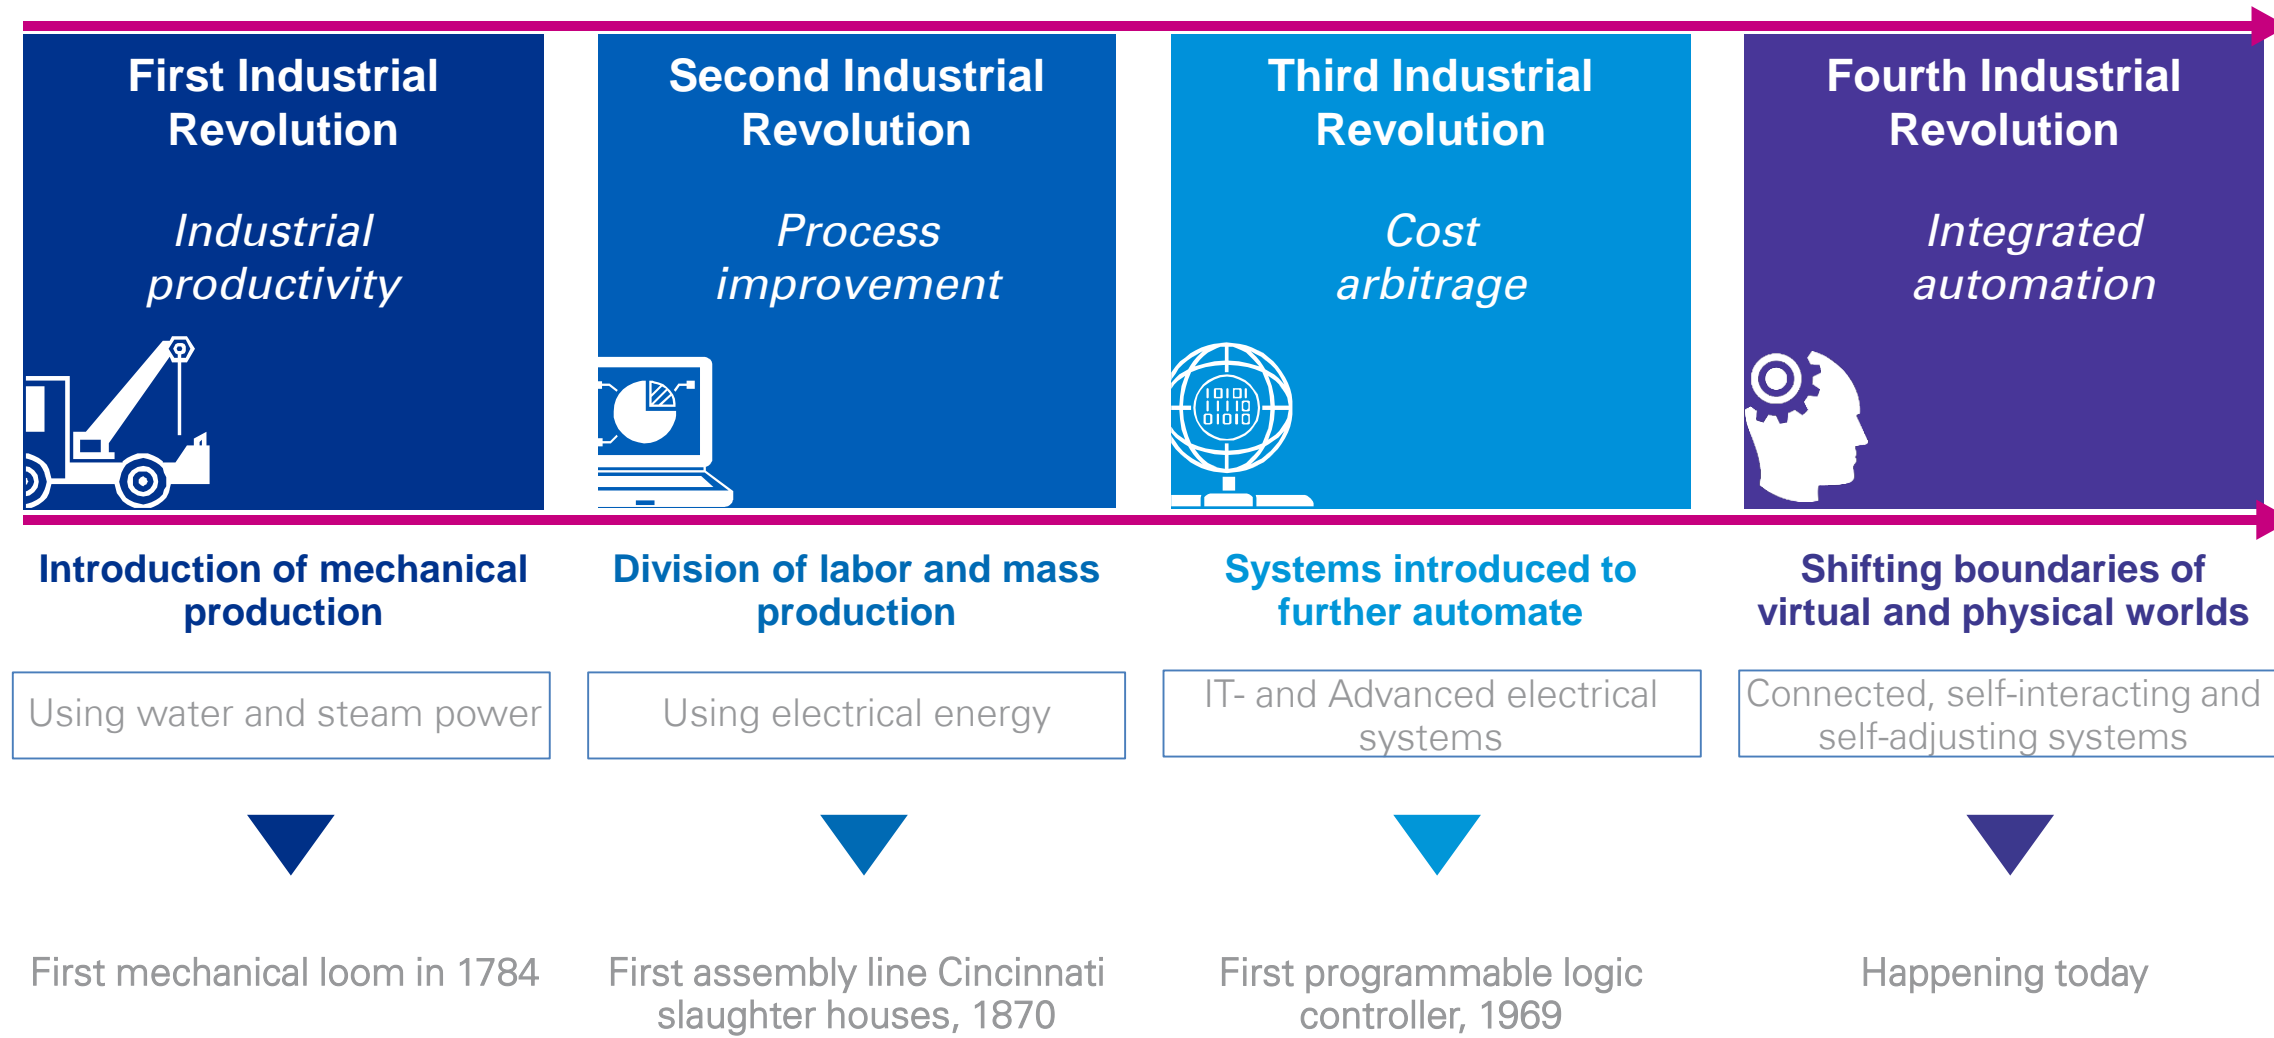 First Industrial
Revolution
Industrial
productivity
Second Industrial
Revolution
Process
improvement
Third Industrial
Revolution
Cost
arbitrage
10101
11110
01010
Fourth Industrial
Revolution
Integrated
automation
Introduction of mechanical
production
Division of labor and mass
production
Systems introduced to
further automate
Shifting boundaries of
virtual and physical worlds
Using water and steam power
Using electrical energy
IT- and Advanced electrical
systems
Connected, self-interacting and
self-adjusting systems
First mechanical loom in 1784
First assembly line Cincinnati
slaughter houses, 1870
First programmable logic
controller, 1969
Happening today